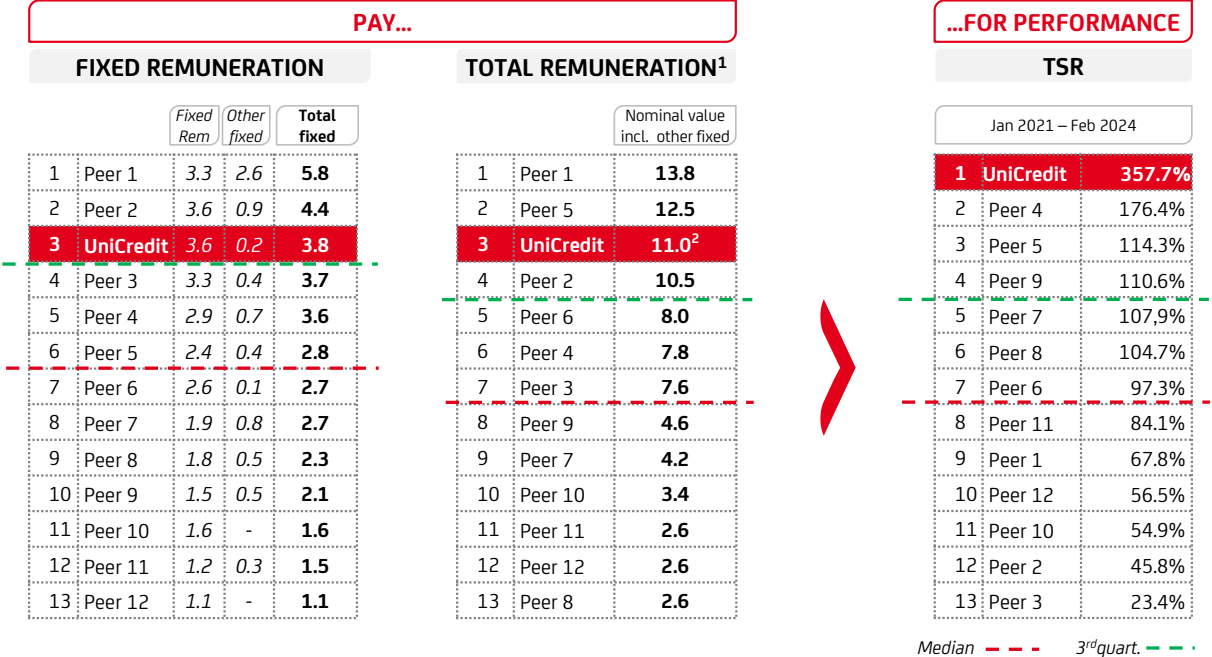 PAY...
...FOR PERFORMANCE
FIXED REMUNERATION
TOTAL REMUNERATION¹
TSR
Fixed Rem
Other fixed
Total fixed
Nominal value incl. other fixed
Jan 2021 – Feb 2024
1 Peer 1 3.3 2.6 5.8
2 Peer 2 3.6 0.9 4.4
3 UniCredit 3.6 0.2 3.8
4 Peer 3 3.3 0.4 3.7
5 Peer 4 2.9 0.7 3.6
6 Peer 5 2.4 0.4 2.8
7 Peer 6 2.6 0.1 2.7
8 Peer 7 1.9 0.8 2.7
9 Peer 8 1.8 0.5 2.3
10 Peer 9 1.5 0.5 2.1
11 Peer 10 1.6 - 1.6
12 Peer 11 1.2 0.3 1.5
13 Peer 12 1.1 - 1.1
1 Peer 1 13.8
2 Peer 5 12.5
3 UniCredit 11.0²
4 Peer 2 10.5
5 Peer 6 8.0
6 Peer 4 7.8
7 Peer 3 7.6
8 Peer 9 4.6
9 Peer 7 4.2
10 Peer 10 3.4
11 Peer 11 2.6
12 Peer 12 2.6
13 Peer 8 2.6
1 UniCredit 357.7%
2 Peer 4 176.4%
3 Peer 5 114.3%
4 Peer 9 110.6%
5 Peer 7 107,9%
6 Peer 8 104.7%
7 Peer 6 97.3%
8 Peer 11 84.1%
9 Peer 1 67.8%
10 Peer 12 56.5%
11 Peer 10 54.9%
12 Peer 2 45.8%
13 Peer 3 23.4%
Median
3rdquart.